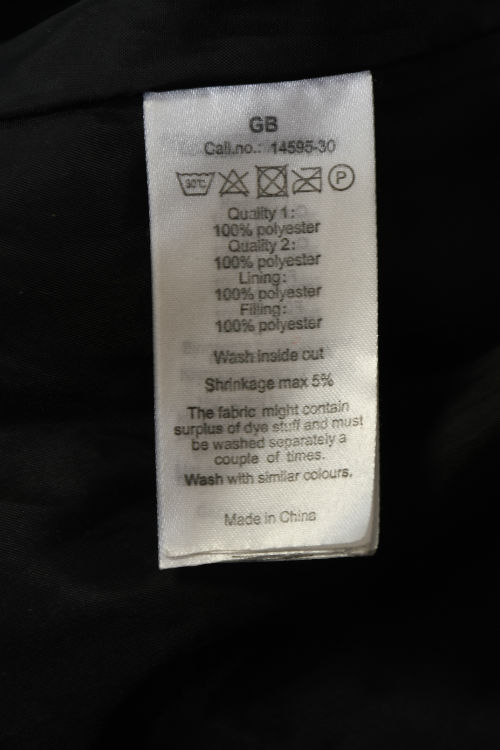 GB
Call.no.: 14595-30
30°C P
Quality 1:
100% polyester
Quality 2:
100% polyester
Lining:
100% polyester
Filling:
100% polyester
Wash inside out
Shrinkage max 5%
The fabric might contain
surplus of dye stuff and must
be washed separately a
couple of times.
Wash with similar colours.
Made in China